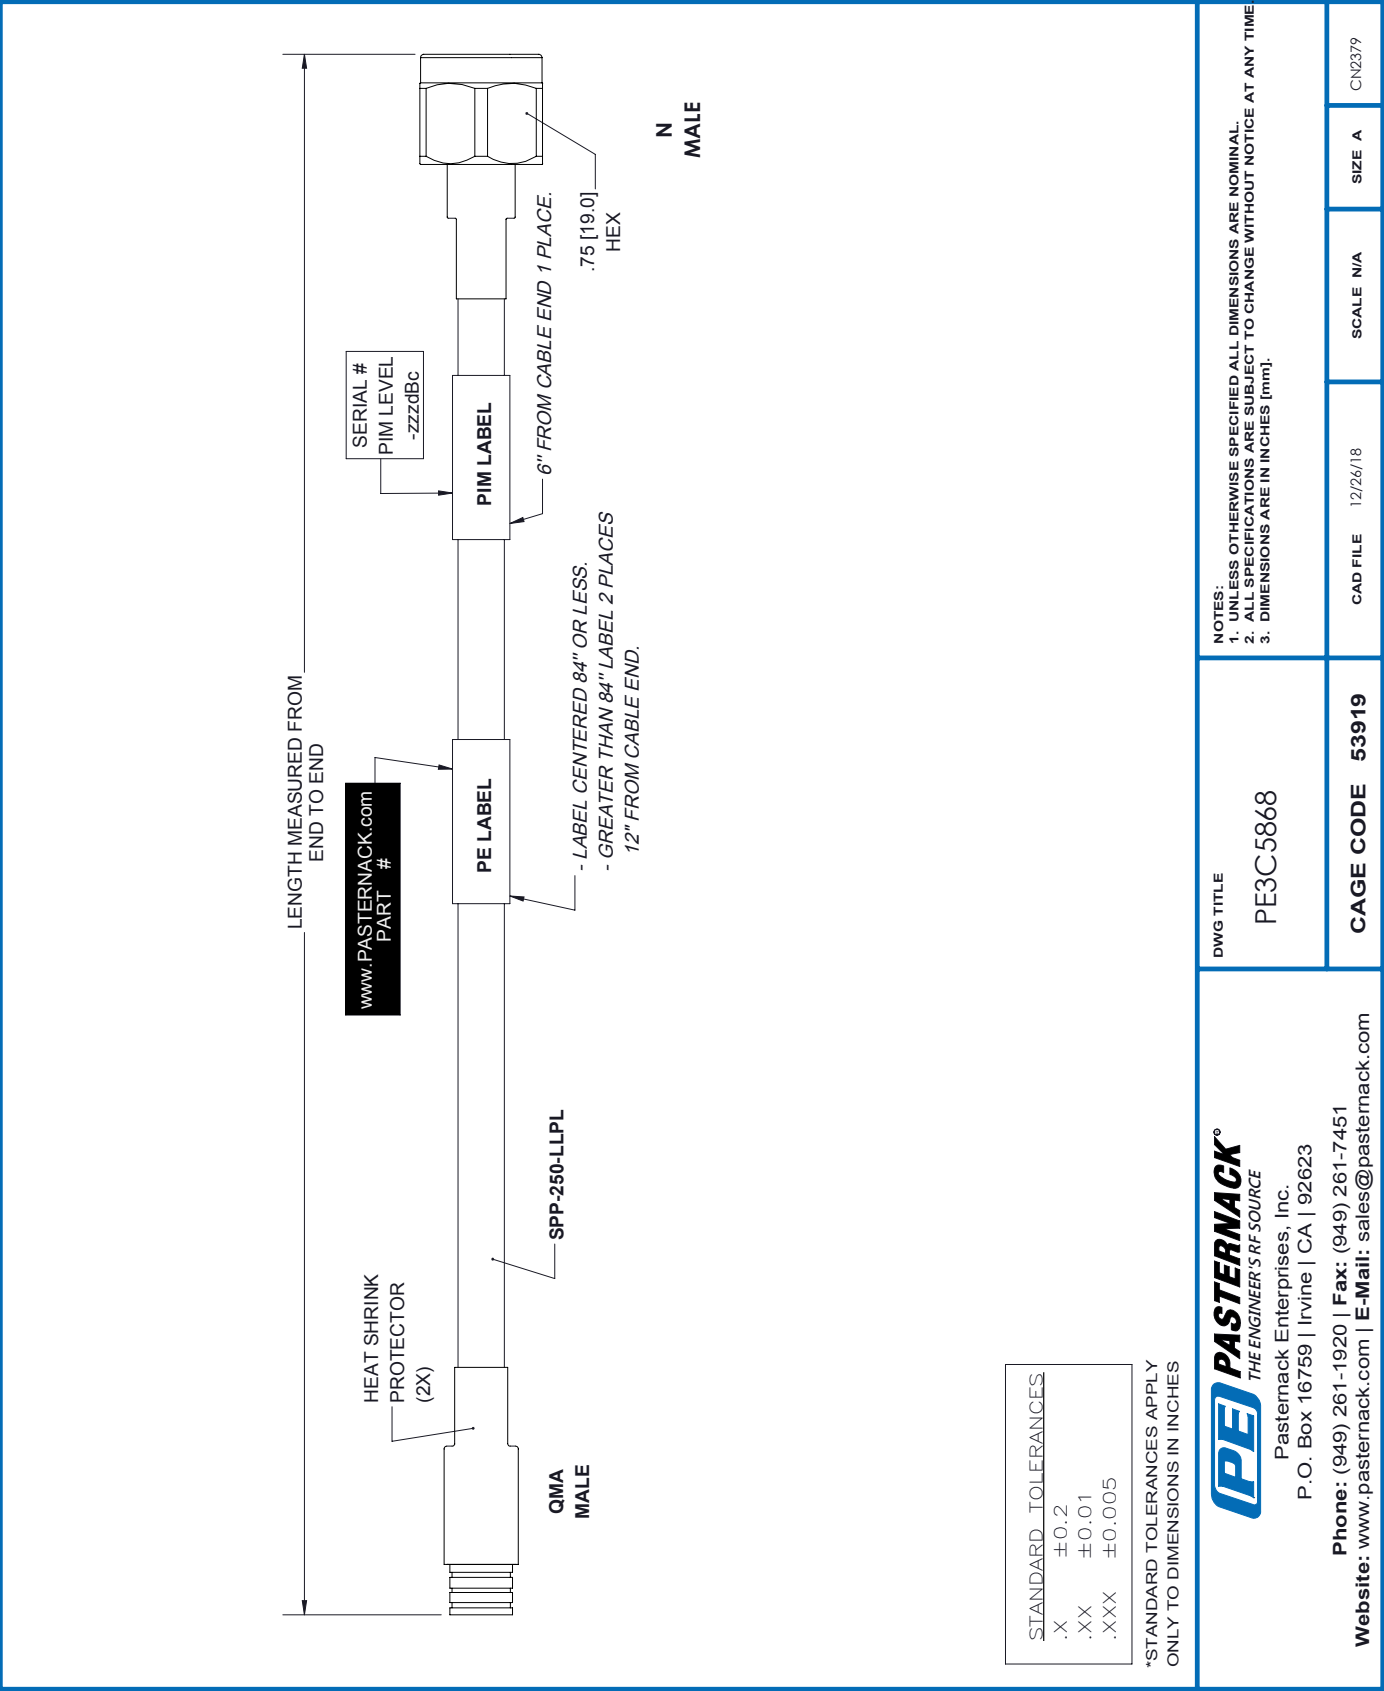 LENGTH MEASURED FROM
END TO END
HEAT SHRINK
PROTECTOR
(2X)
www.PASTERNACK.com
PART #
SERIAL #
PIM LEVEL
-zzzdBc
PE LABEL
PIM LABEL
QMA
MALE
SPP-250-LLPL
- LABEL CENTERED 84" OR LESS.
- GREATER THAN 84" LABEL 2 PLACES
12" FROM CABLE END.
6" FROM CABLE END 1 PLACE.
.75 [19.0]
HEX
N
MALE
STANDARD TOLERANCES
.X ±0.2
.XX ±0.01
.XXX ±0.005
*STANDARD TOLERANCES APPLY
ONLY TO DIMENSIONS IN INCHES
PE PASTERNACK®
THE ENGINEER'S RF SOURCE
Pasternack Enterprises, Inc.
P.O. Box 16759 | Irvine | CA | 92623
Phone: (949) 261-1920 | Fax: (949) 261-7451
Website: www.pasternack.com | E-Mail: sales@pasternack.com
DWG TITLE
PE3C5868
CAGE CODE 53919
NOTES:
1. UNLESS OTHERWISE SPECIFIED ALL DIMENSIONS ARE NOMINAL.
2. ALL SPECIFICATIONS ARE SUBJECT TO CHANGE WITHOUT NOTICE AT ANY TIME.
3. DIMENSIONS ARE IN INCHES [mm].
CAD FILE 12/26/18
SCALE N/A
SIZE A
CN2379